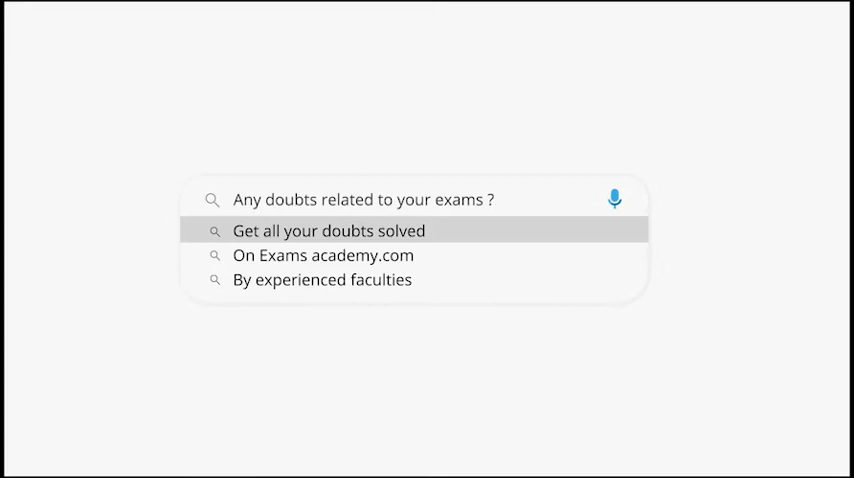 Any doubts related to your exams ?
Get all your doubts solved
On Exams academy.com
By experienced faculties